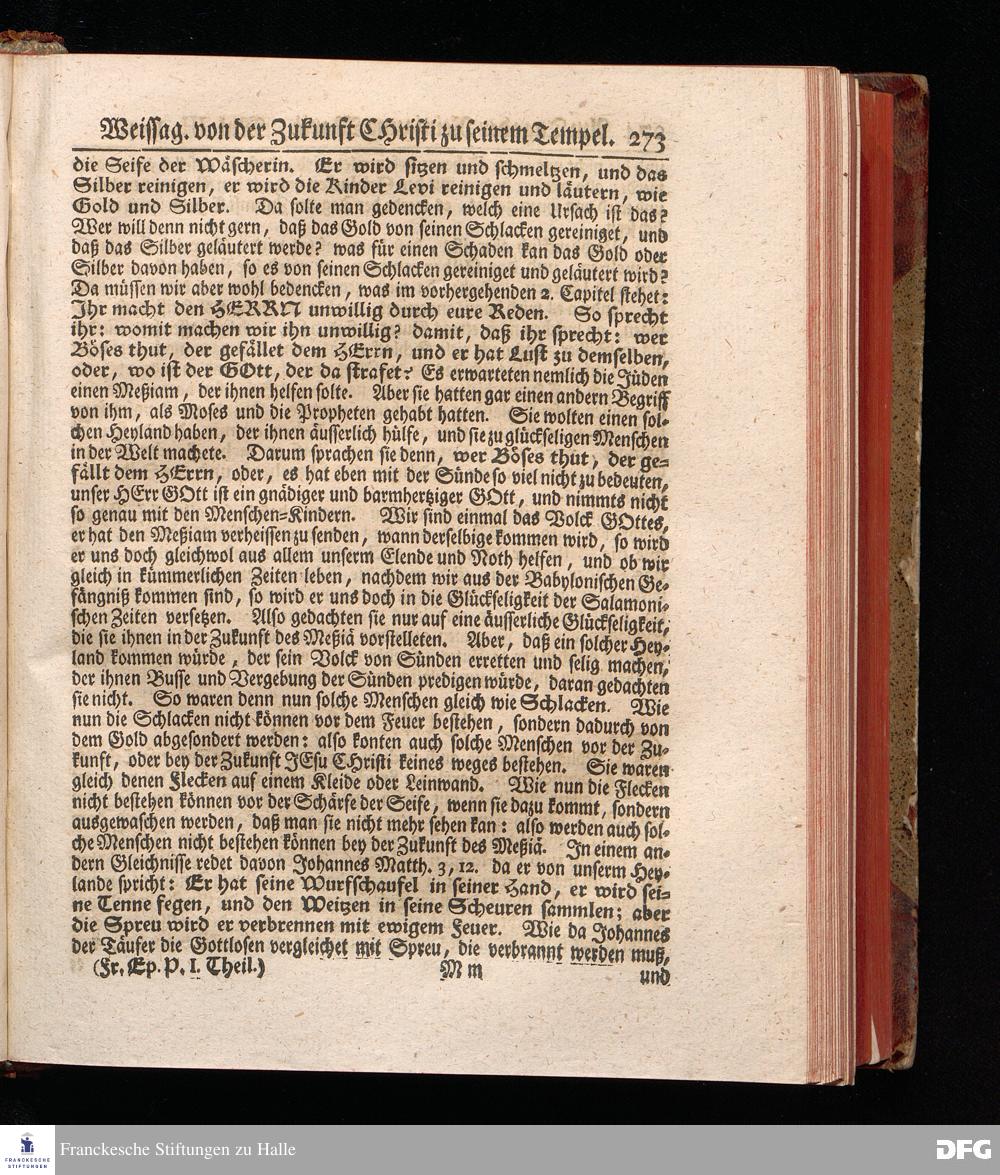 Weissag. von der Zukunft CHristi zu seinem Tempel. 273
die Seife der Wäscherin. Er wird sitzen und schmeltzen, und das
Silber reinigen, er wird die Kinder Levi reinigen und läutern, wie
Gold und Silber. Da solte man gedencken, welch eine Ursach ist das?
Wer will denn nicht gern, daß das Gold von seinen Schlacken gereiniget, und
daß das Silber geläutert werde? was für einen Schaden kan das Gold oder
Silber davon haben, so es von seinen Schlacken gereiniget und geläutert wird?
Da müssen wir aber wohl bedencken, was im vorhergehenden 2. Capitel stehet:
Ihr macht den HERRN unwillig durch eure Reden. So sprecht
ihr: womit machen wir ihn unwillig? damit, daß ihr sprecht: wer
Böses thut, der gefället dem HErrn, und er hat Lust zu demselben,
oder, wo ist der GOtt, der da strafet? Es erwarteten nemlich die Jüden
einen Meßiam, der ihnen helfen solte. Aber sie hatten gar einen andern Begriff
von ihm, als Moses und die Propheten gehabt hatten. Sie wolten einen sol-
chen Heyland haben, der ihnen äusserlich hülfe, und sie zu glückseligen Menschen
in der Welt machete. Darum sprachen sie denn, wer Böses thut, der ge-
fällt dem HErrn, oder, es hat eben mit der Sünde so viel nicht zu bedeuten,
unser HErr GOtt ist ein gnädiger und barmhertziger GOtt, und nimmts nicht
so genau mit den Menschen-Kindern. Wir sind einmal das Volck GOttes,
er hat den Meßiam verheissen zu senden, wann derselbige kommen wird, so wird
er uns doch gleichwol aus allem unserm Elende und Noth helfen, und ob wir
gleich in kümmerlichen Zeiten leben, nachdem wir aus der Babylonischen Ge-
fängniß kommen sind, so wird er uns doch in die Glückseligkeit der Salamoni-
schen Zeiten versetzen. Also gedachten sie nur auf eine äusserliche Glückseligkeit,
die sie ihnen in der Zukunft des Meßiä vorstelleten. Aber, daß ein solcher Hey-
land kommen würde, der sein Volck von Sünden erretten und selig machen,
der ihnen Busse und Vergebung der Sünden predigen würde, daran gedachten
sie nicht. So waren denn nun solche Menschen gleich wie Schlacken. Wie
nun die Schlacken nicht können vor dem Feuer bestehen, sondern dadurch von
dem Gold abgesondert werden: also konten auch solche Menschen vor der Zu-
kunft, oder bey der Zukunft JEsu CHristi keines weges bestehen. Sie waren
gleich denen Flecken auf einem Kleide oder Leinwand. Wie nun die Flecken
nicht bestehen können vor der Schärfe der Seife, wenn sie dazu kommt, sondern
ausgewaschen werden, daß man sie nicht mehr sehen kan: also werden auch sol-
che Menschen nicht bestehen können bey der Zukunft des Meßiä. In einem an-
dern Gleichnisse redet davon Johannes Matth. 3, 12. da er von unserm Hey-
lande spricht: Er hat seine Wurfschaufel in seiner Hand, er wird sei-
ne Tenne fegen, und den Weitzen in seine Scheuren sammlen; aber
die Spreu wird er verbrennen mit ewigem Feuer. Wie da Johannes
der Täufer die Gottlosen vergleichet mit Spreu, die verbrannt werden muß,
(Fr. Ep. P. I. Theil.) M m
und
FRANCKESCHE
STIFTUNGEN
Franckesche Stiftungen zu Halle
DFG